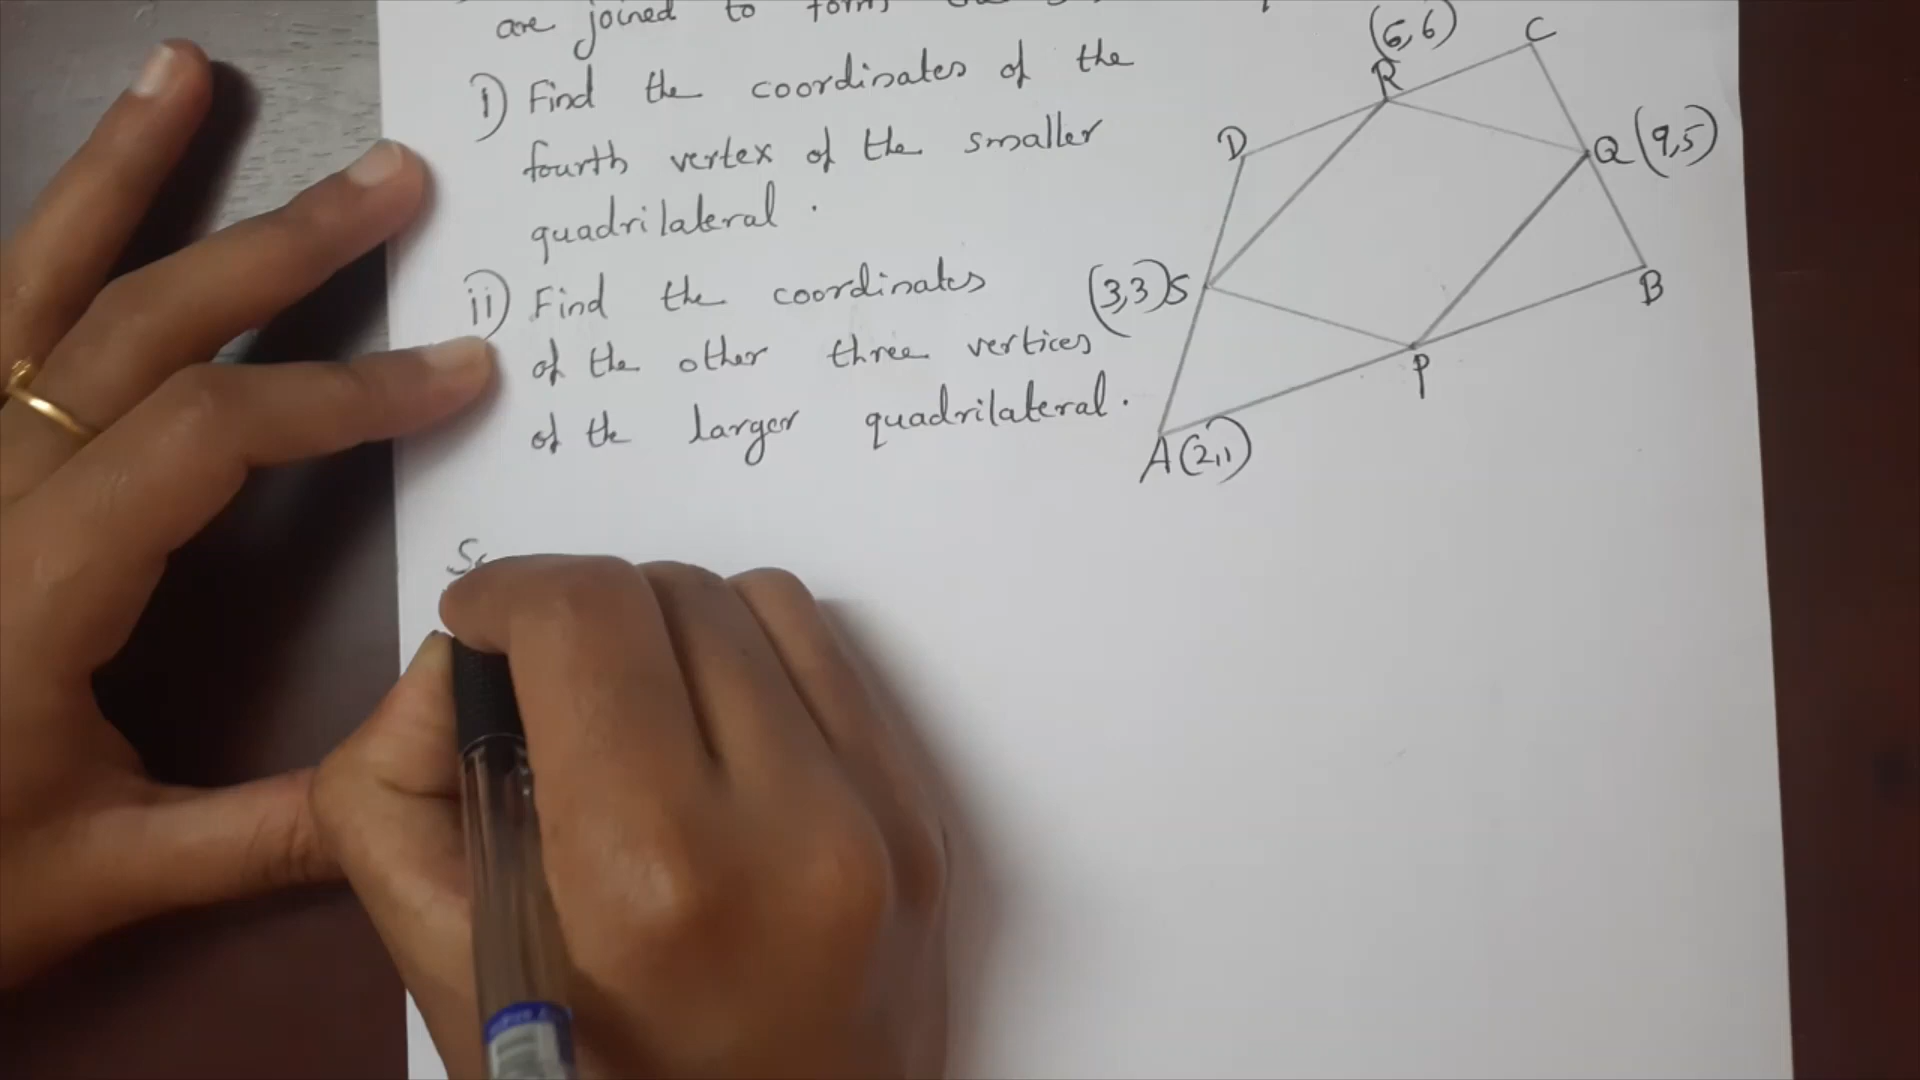 are joined to form
i) Find the coordinates of the
fourth vertex of the smaller
quadrilateral.
ii) Find the coordinates
of the other three vertices
of the larger quadrilateral.
(6,6)
R
C
D
Q (9,5)
(3,3) S
B
P
A (2,1)